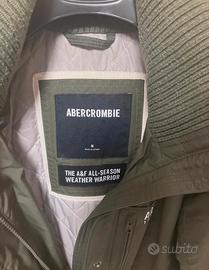 ABERCROMBIE
M
THE A&F ALL-SEASON
WEATHER WARRIOR
subito